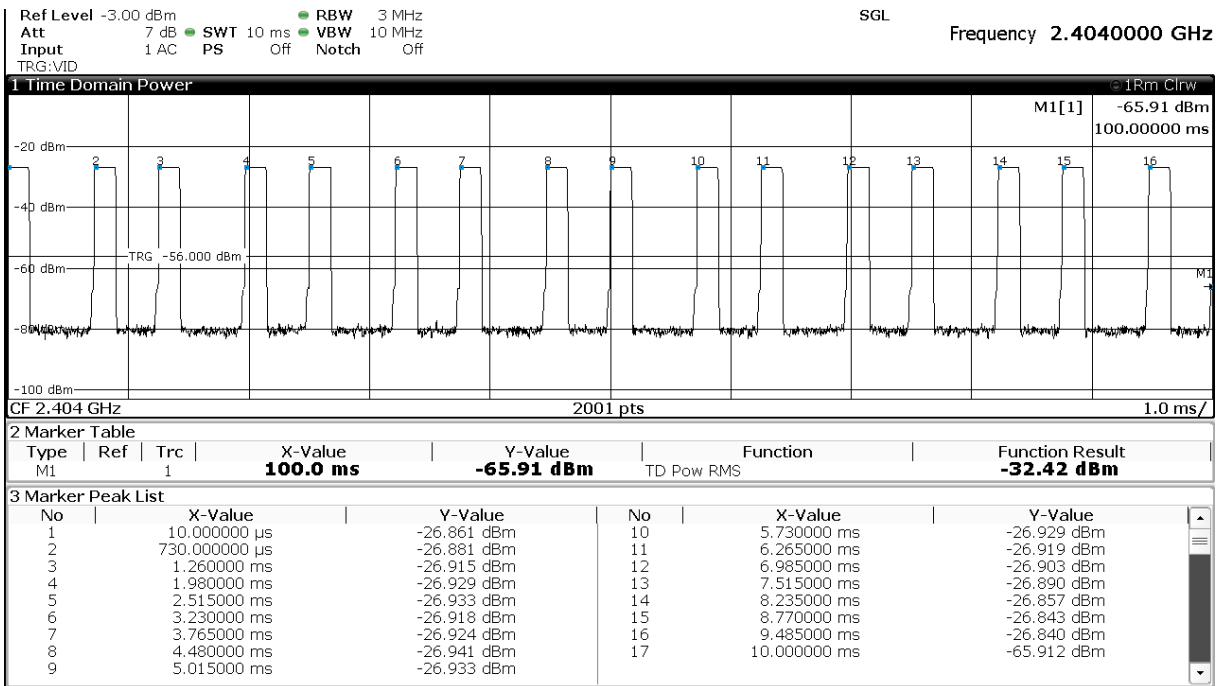 Ref Level -3.00 dBm RBW 3 MHz SGL
Att 7 dB SWT 10 ms VBW 10 MHz Frequency 2.4040000 GHz
Input 1 AC PS Off Notch Off
TRG:VID
1 Time Domain Power 1Rm Clrw
M1[1] -65.91 dBm
100.00000 ms
-20 dBm
2 3 4 5 6 7 8 9 10 11 12 13 14 15 16
-40 dBm
TRG -56.000 dBm
-60 dBm
M1
-80 dBm
-100 dBm
CF 2.404 GHz 2001 pts 1.0 ms/
2 Marker Table
Type Ref Trc X-Value Y-Value Function Function Result
M1 1 100.0 ms -65.91 dBm TD Pow RMS -32.42 dBm
3 Marker Peak List
No X-Value Y-Value No X-Value Y-Value
1 10.000000 µs -26.861 dBm 10 5.730000 ms -26.929 dBm
2 730.000000 µs -26.881 dBm 11 6.265000 ms -26.919 dBm
3 1.260000 ms -26.915 dBm 12 6.985000 ms -26.903 dBm
4 1.980000 ms -26.929 dBm 13 7.515000 ms -26.890 dBm
5 2.515000 ms -26.933 dBm 14 8.235000 ms -26.857 dBm
6 3.230000 ms -26.918 dBm 15 8.770000 ms -26.843 dBm
7 3.765000 ms -26.924 dBm 16 9.485000 ms -26.840 dBm
8 4.480000 ms -26.941 dBm 17 10.000000 ms -65.912 dBm
9 5.015000 ms -26.933 dBm